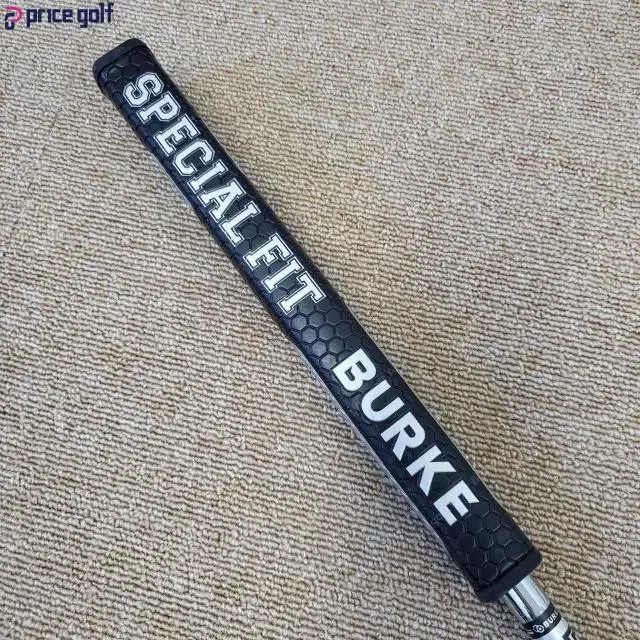 price golf
SPECIAL FIT
BURKE